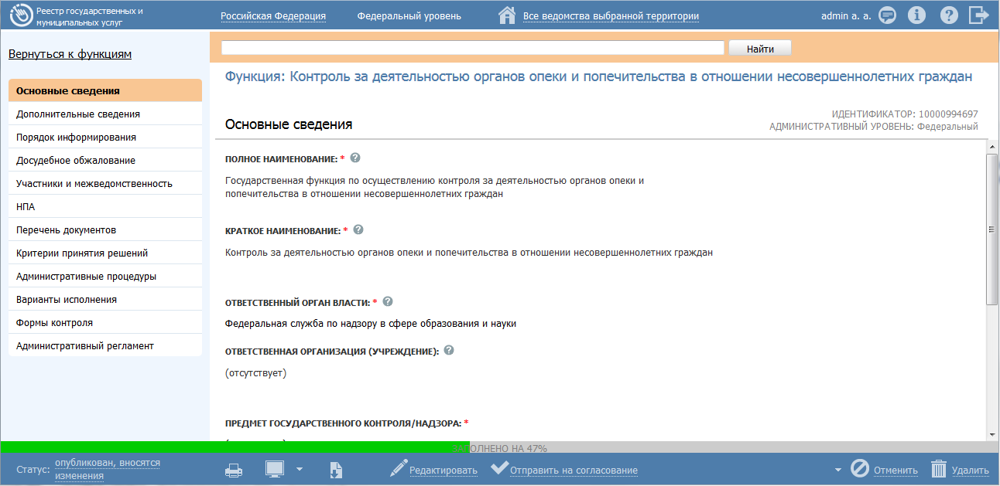 Реестр государственных и
муниципальных услуг
Российская Федерация
Федеральный уровень
Все ведомства выбранной территории
admin a. a.
Вернуться к функциям
Найти
Основные сведения
Дополнительные сведения
Порядок информирования
Досудебное обжалование
Участники и межведомственность
НПА
Перечень документов
Критерии принятия решений
Административные процедуры
Варианты исполнения
Формы контроля
Административный регламент
Функция: Контроль за деятельностью органов опеки и попечительства в отношении несовершеннолетних граждан
Основные сведения
ИДЕНТИФИКАТОР: 10000994697
АДМИНИСТРАТИВНЫЙ УРОВЕНЬ: Федеральный
ПОЛНОЕ НАИМЕНОВАНИЕ: * ?
Государственная функция по осуществлению контроля за деятельностью органов опеки и
попечительства в отношении несовершеннолетних граждан
КРАТКОЕ НАИМЕНОВАНИЕ: * ?
Контроль за деятельностью органов опеки и попечительства в отношении несовершеннолетних граждан
ОТВЕТСТВЕННЫЙ ОРГАН ВЛАСТИ: * ?
Федеральная служба по надзору в сфере образования и науки
ОТВЕТСТВЕННАЯ ОРГАНИЗАЦИЯ (УЧРЕЖДЕНИЕ): ?
(отсутствует)
ПРЕДМЕТ ГОСУДАРСТВЕННОГО КОНТРОЛЯ/НАДЗОРА: *
ЗАПОЛНЕНО НА 47%
Статус:
опубликован, вносятся
изменения
Редактировать
Отправить на согласование
Отменить
Удалить